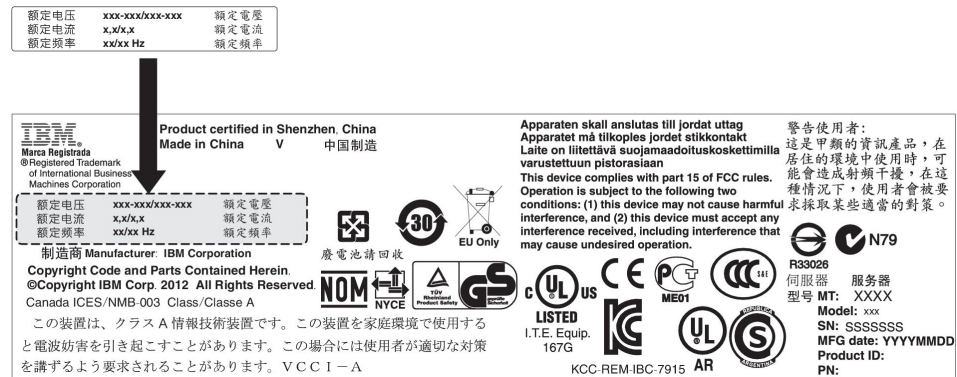 额定电压 xxx-xxx/xxx-xxx 額定電壓
额定电流 x,x/x,x 額定電流
额定频率 xx/xx Hz 額定頻率
IBM®
Marca Registrada
® Registered Trademark
of International Business
Machines Corporation
Product certified in Shenzhen, China
Made in China V 中国制造
额定电压 xxx-xxx/xxx-xxx 額定電壓
额定电流 x,x/x,x 額定電流
额定频率 xx/xx Hz 額定頻率
制造商 Manufacturer: IBM Corporation
Copyright Code and Parts Contained Herein.
©Copyright IBM Corp. 2012 All Rights Reserved.
Canada ICES/NMB-003 Class/Classe A
この装置は、クラスA情報技術装置です。この装置を家庭環境で使用する
と電波妨害を引き起こすことがあります。この場合には使用者が適切な対策
を講ずるよう要求されることがあります。VCCI-A
廢電池請回收
30
EU Only
NOM
NYCE
TÜV
Rheinland
Product Safety
geprüfte
Sicherheit
GS
Apparaten skall anslutas till jordat uttag
Apparatet må tilkoples jordet stikkontakt
Laite on liitettävä suojamaadoituskoskettimilla
varustettuun pistorasiaan
This device complies with part 15 of FCC rules.
Operation is subject to the following two
conditions: (1) this device may not cause harmful
interference, and (2) this device must accept any
interference received, including interference that
may cause undesired operation.
C UL US
LISTED
I.T.E. Equip.
167G
CE
PCT
ME01
CCC S&E
KCC-REM-IBC-7915
UL
AR
REPUBLICA
S
ARGENTINA
警告使用者:
這是甲類的資訊產品，在
居住的環境中使用時，可
能會造成射頻干擾，在這
種情況下，使用者會被要
求採取某些適當的對策。
R33026
N79
伺服器 服务器
型号 MT: XXXX
Model: xxx
SN: SSSSSSS
MFG date: YYYYMMDD
Product ID:
PN: